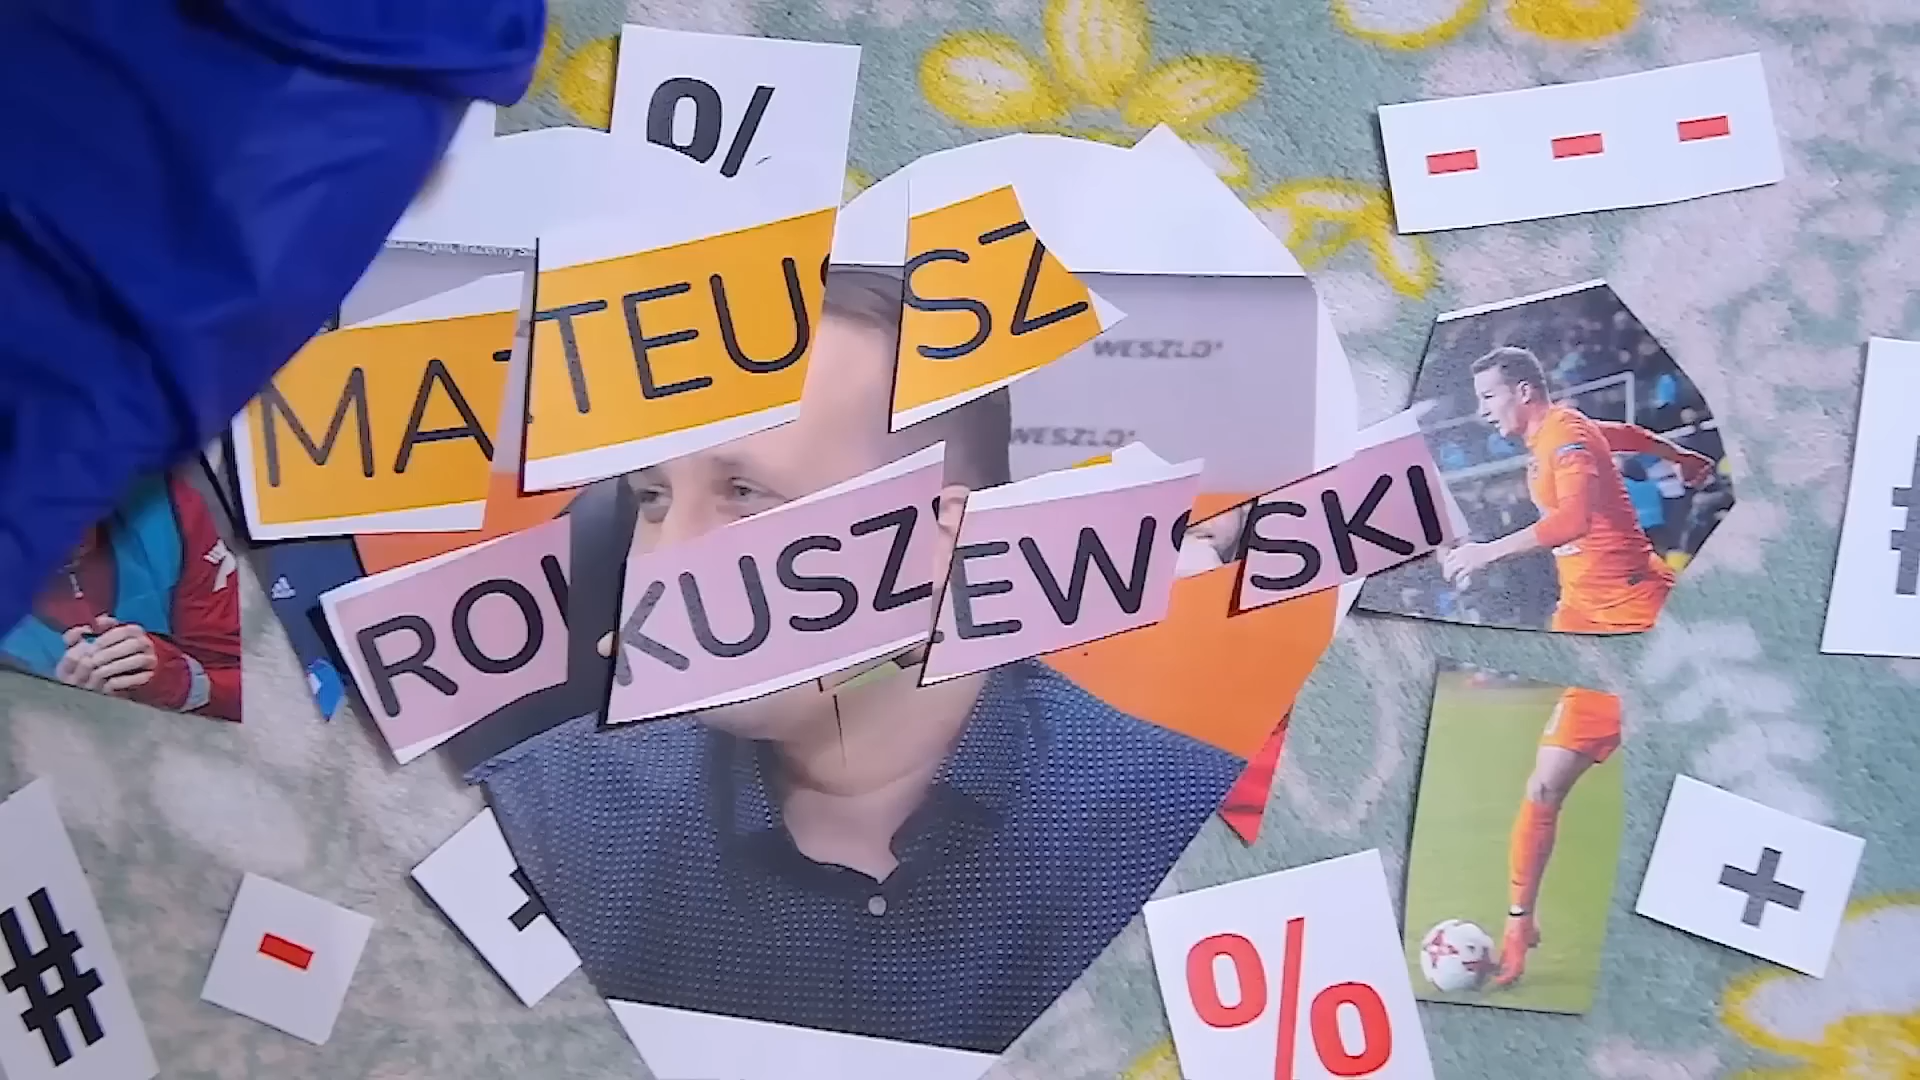 %
- - -
MATEUSZ
WESZLO"
WESZLO"
ROKUSZEWSKI
+
#
-
%